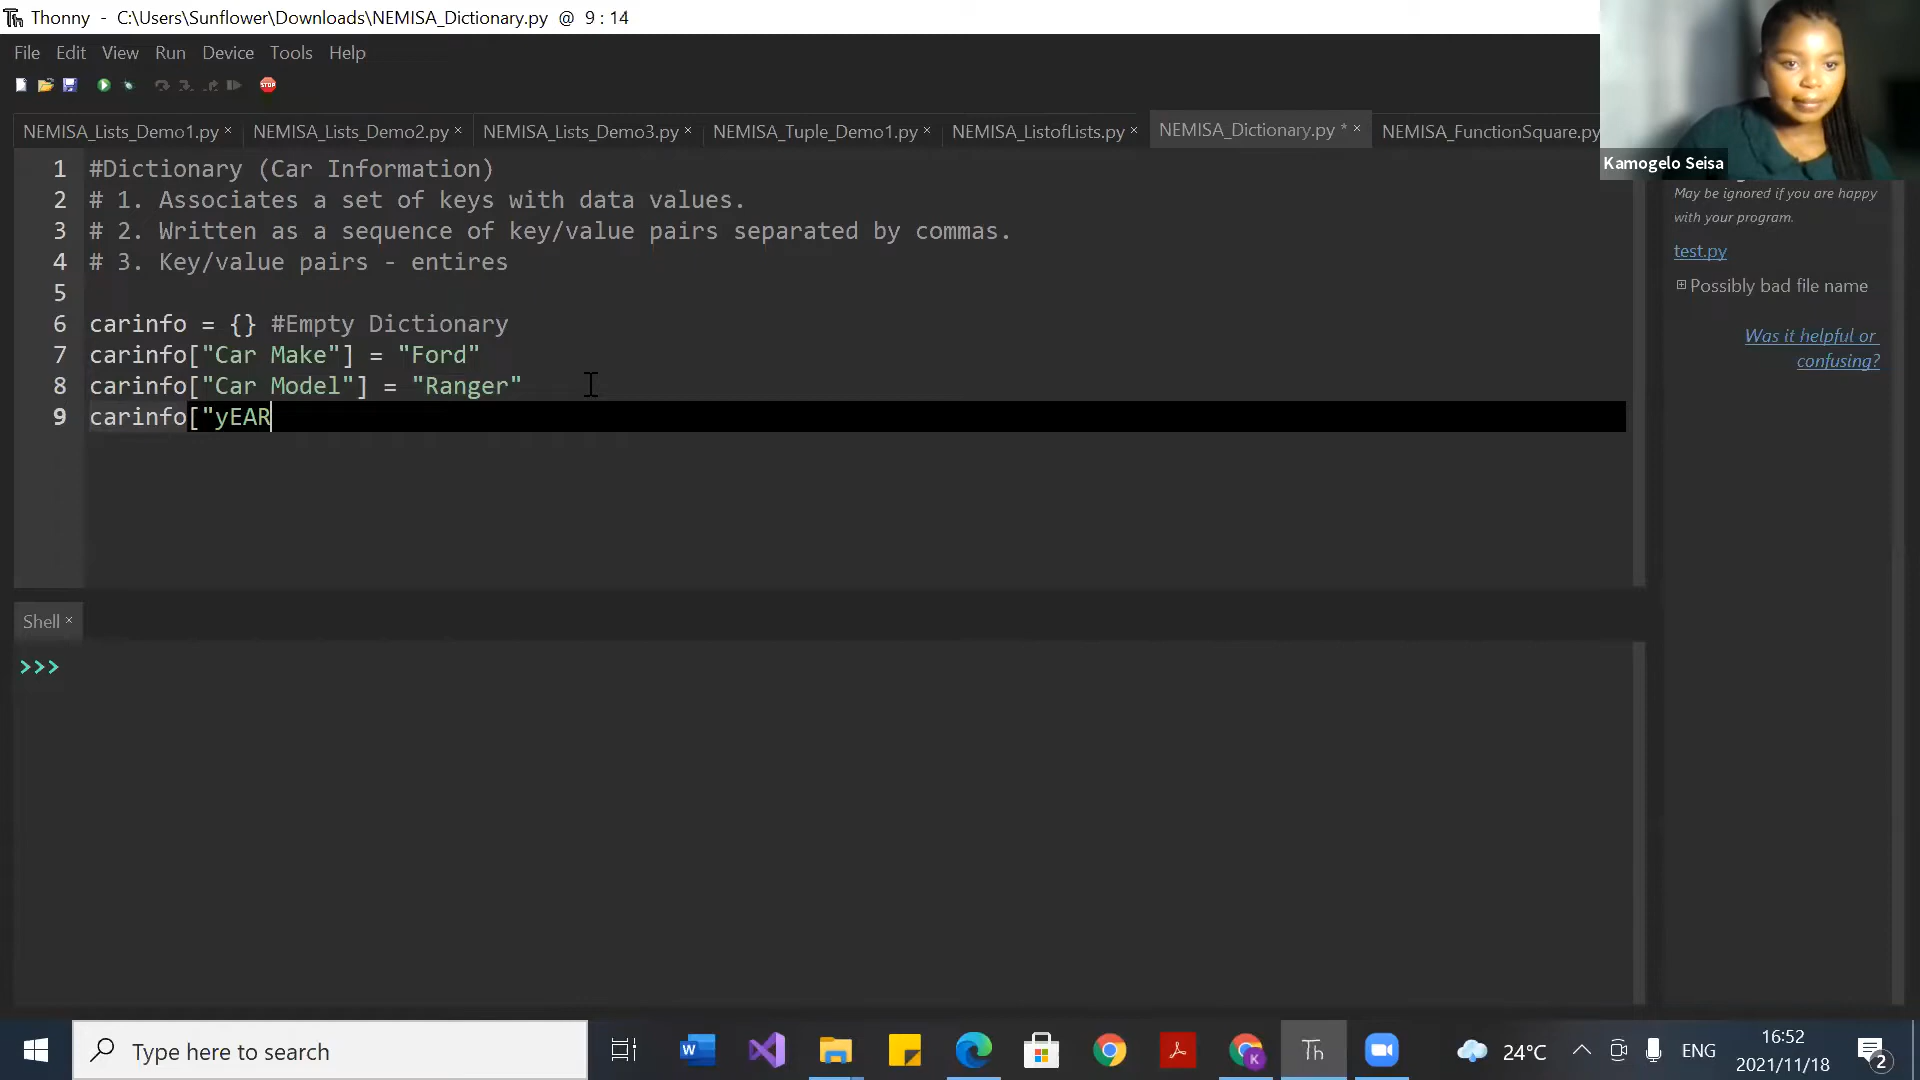 Thonny - C:\Users\Sunflower\Downloads\NEMISA_Dictionary.py @ 9 : 14
File Edit View Run Device Tools Help
STOP
NEMISA_Lists_Demo1.py × NEMISA_Lists_Demo2.py × NEMISA_Lists_Demo3.py × NEMISA_Tuple_Demo1.py × NEMISA_ListofLists.py × NEMISA_Dictionary.py * × NEMISA_FunctionSquare.py
Kamogelo Seisa
1 #Dictionary (Car Information)
2 # 1. Associates a set of keys with data values.
3 # 2. Written as a sequence of key/value pairs separated by commas.
4 # 3. Key/value pairs - entires
5
6 carinfo = {} #Empty Dictionary
7 carinfo["Car Make"] = "Ford"
8 carinfo["Car Model"] = "Ranger"
9 carinfo["yEAR
May be ignored if you are happy
with your program.
test.py
Possibly bad file name
Was it helpful or
confusing?
Shell ×
>>>
Type here to search
24°C ENG 16:52
2021/11/18
2